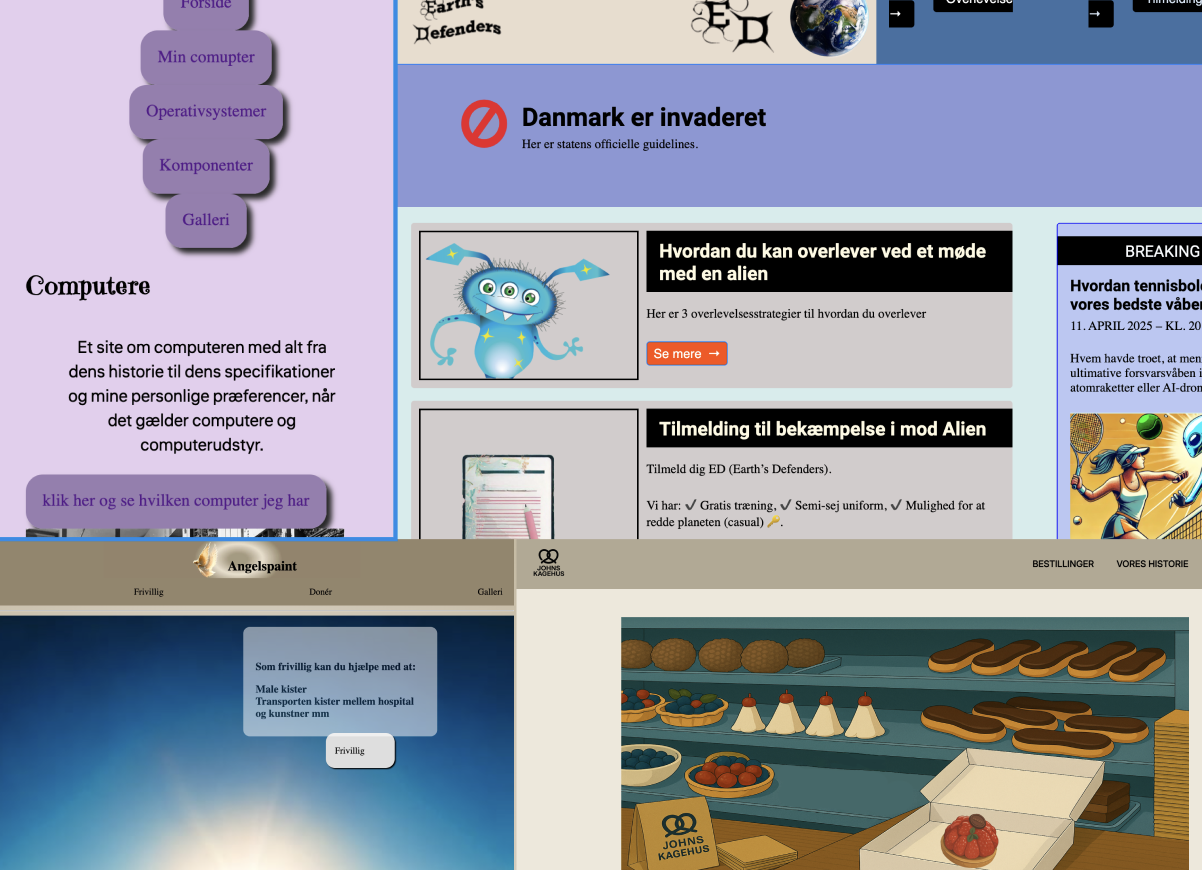 Forside
Min comupter
Operativsystemer
Komponenter
Galleri
Computere
Et site om computeren med alt fra
dens historie til dens specifikationer
og mine personlige præferencer, når
det gælder computere og
computerudstyr.
klik her og se hvilken computer jeg har
Earth's
Defenders
ED
→
Overlevelse
→
Danmark er invaderet
Her er statens officielle guidelines.
Hvordan du kan overlever ved et møde
med en alien
Her er 3 overlevelsesstrategier til hvordan du overlever
Se mere →
Tilmelding til bekæmpelse i mod Alien
Tilmeld dig ED (Earth's Defenders).
Vi har: ✔ Gratis træning, ✔ Semi-sej uniform, ✔ Mulighed for at
redde planeten (casual) 🔑.
BREAKING
Hvordan
vores bedste
11. APRIL 2025 – KL. 20
Hvem havde troet, at
ultimative forsvarsvåben i
atomraketter eller
Angelspaint
Frivillig
Donér
Galleri
Som frivillig kan du hjælpe med at:
Male kister
Transporten kister mellem hospital
og kunstner mm
Frivillig
JOHNS
KAGEHUS
BESTILLINGER
VORES HISTORIE
JOHNS
KAGEHUS